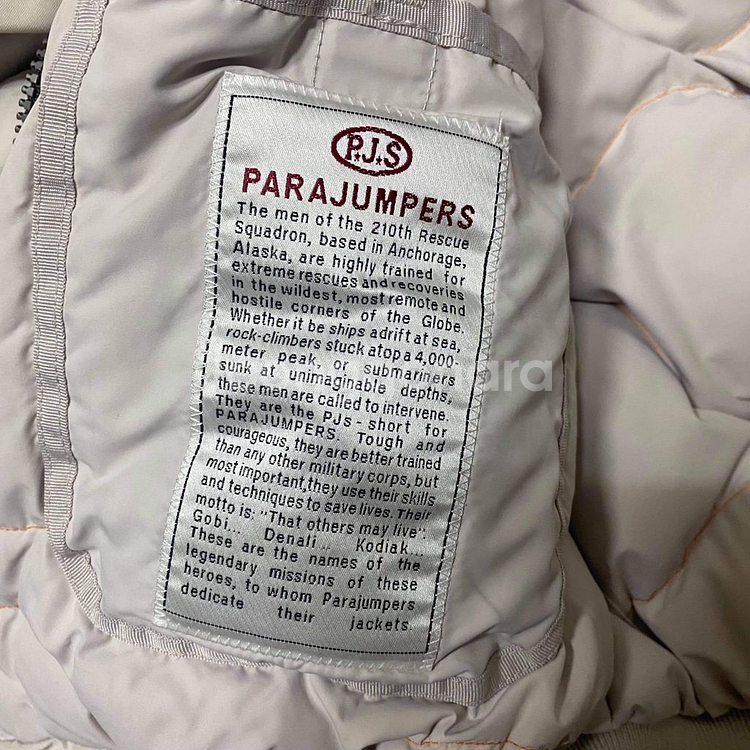 P.J.S
PARAJUMPERS
The men of the 210th Rescue
Squadron, based in Anchorage,
Alaska, are highly trained for
extreme rescues and recoveries
in the wildest, most remote and
hostile corners of the Globe.
Whether it be ships adrift at sea,
rock-climbers stuck atop a 4,000-
meter peak, or submariners
sunk at unimaginable depths,
these men are called to intervene.
They are the PJs - short for
PARAJUMPERS. Tough and
courageous, they are better trained
than any other military corps, but
most important, they use their skills
and techniques to save lives. Their
motto is: "That others may live":
Gobi... Denali .. Kodiak...
These are the names of the
legendary missions of these
heroes, to whom Parajumpers
dedicate their jackets